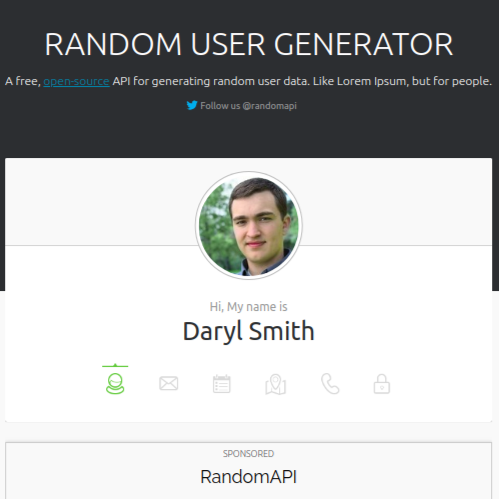 RANDOM USER GENERATOR
A free, open-source API for generating random user data. Like Lorem Ipsum, but for people.
Follow us @randomapi
Hi, My name is
Daryl Smith
SPONSORED
RandomAPI